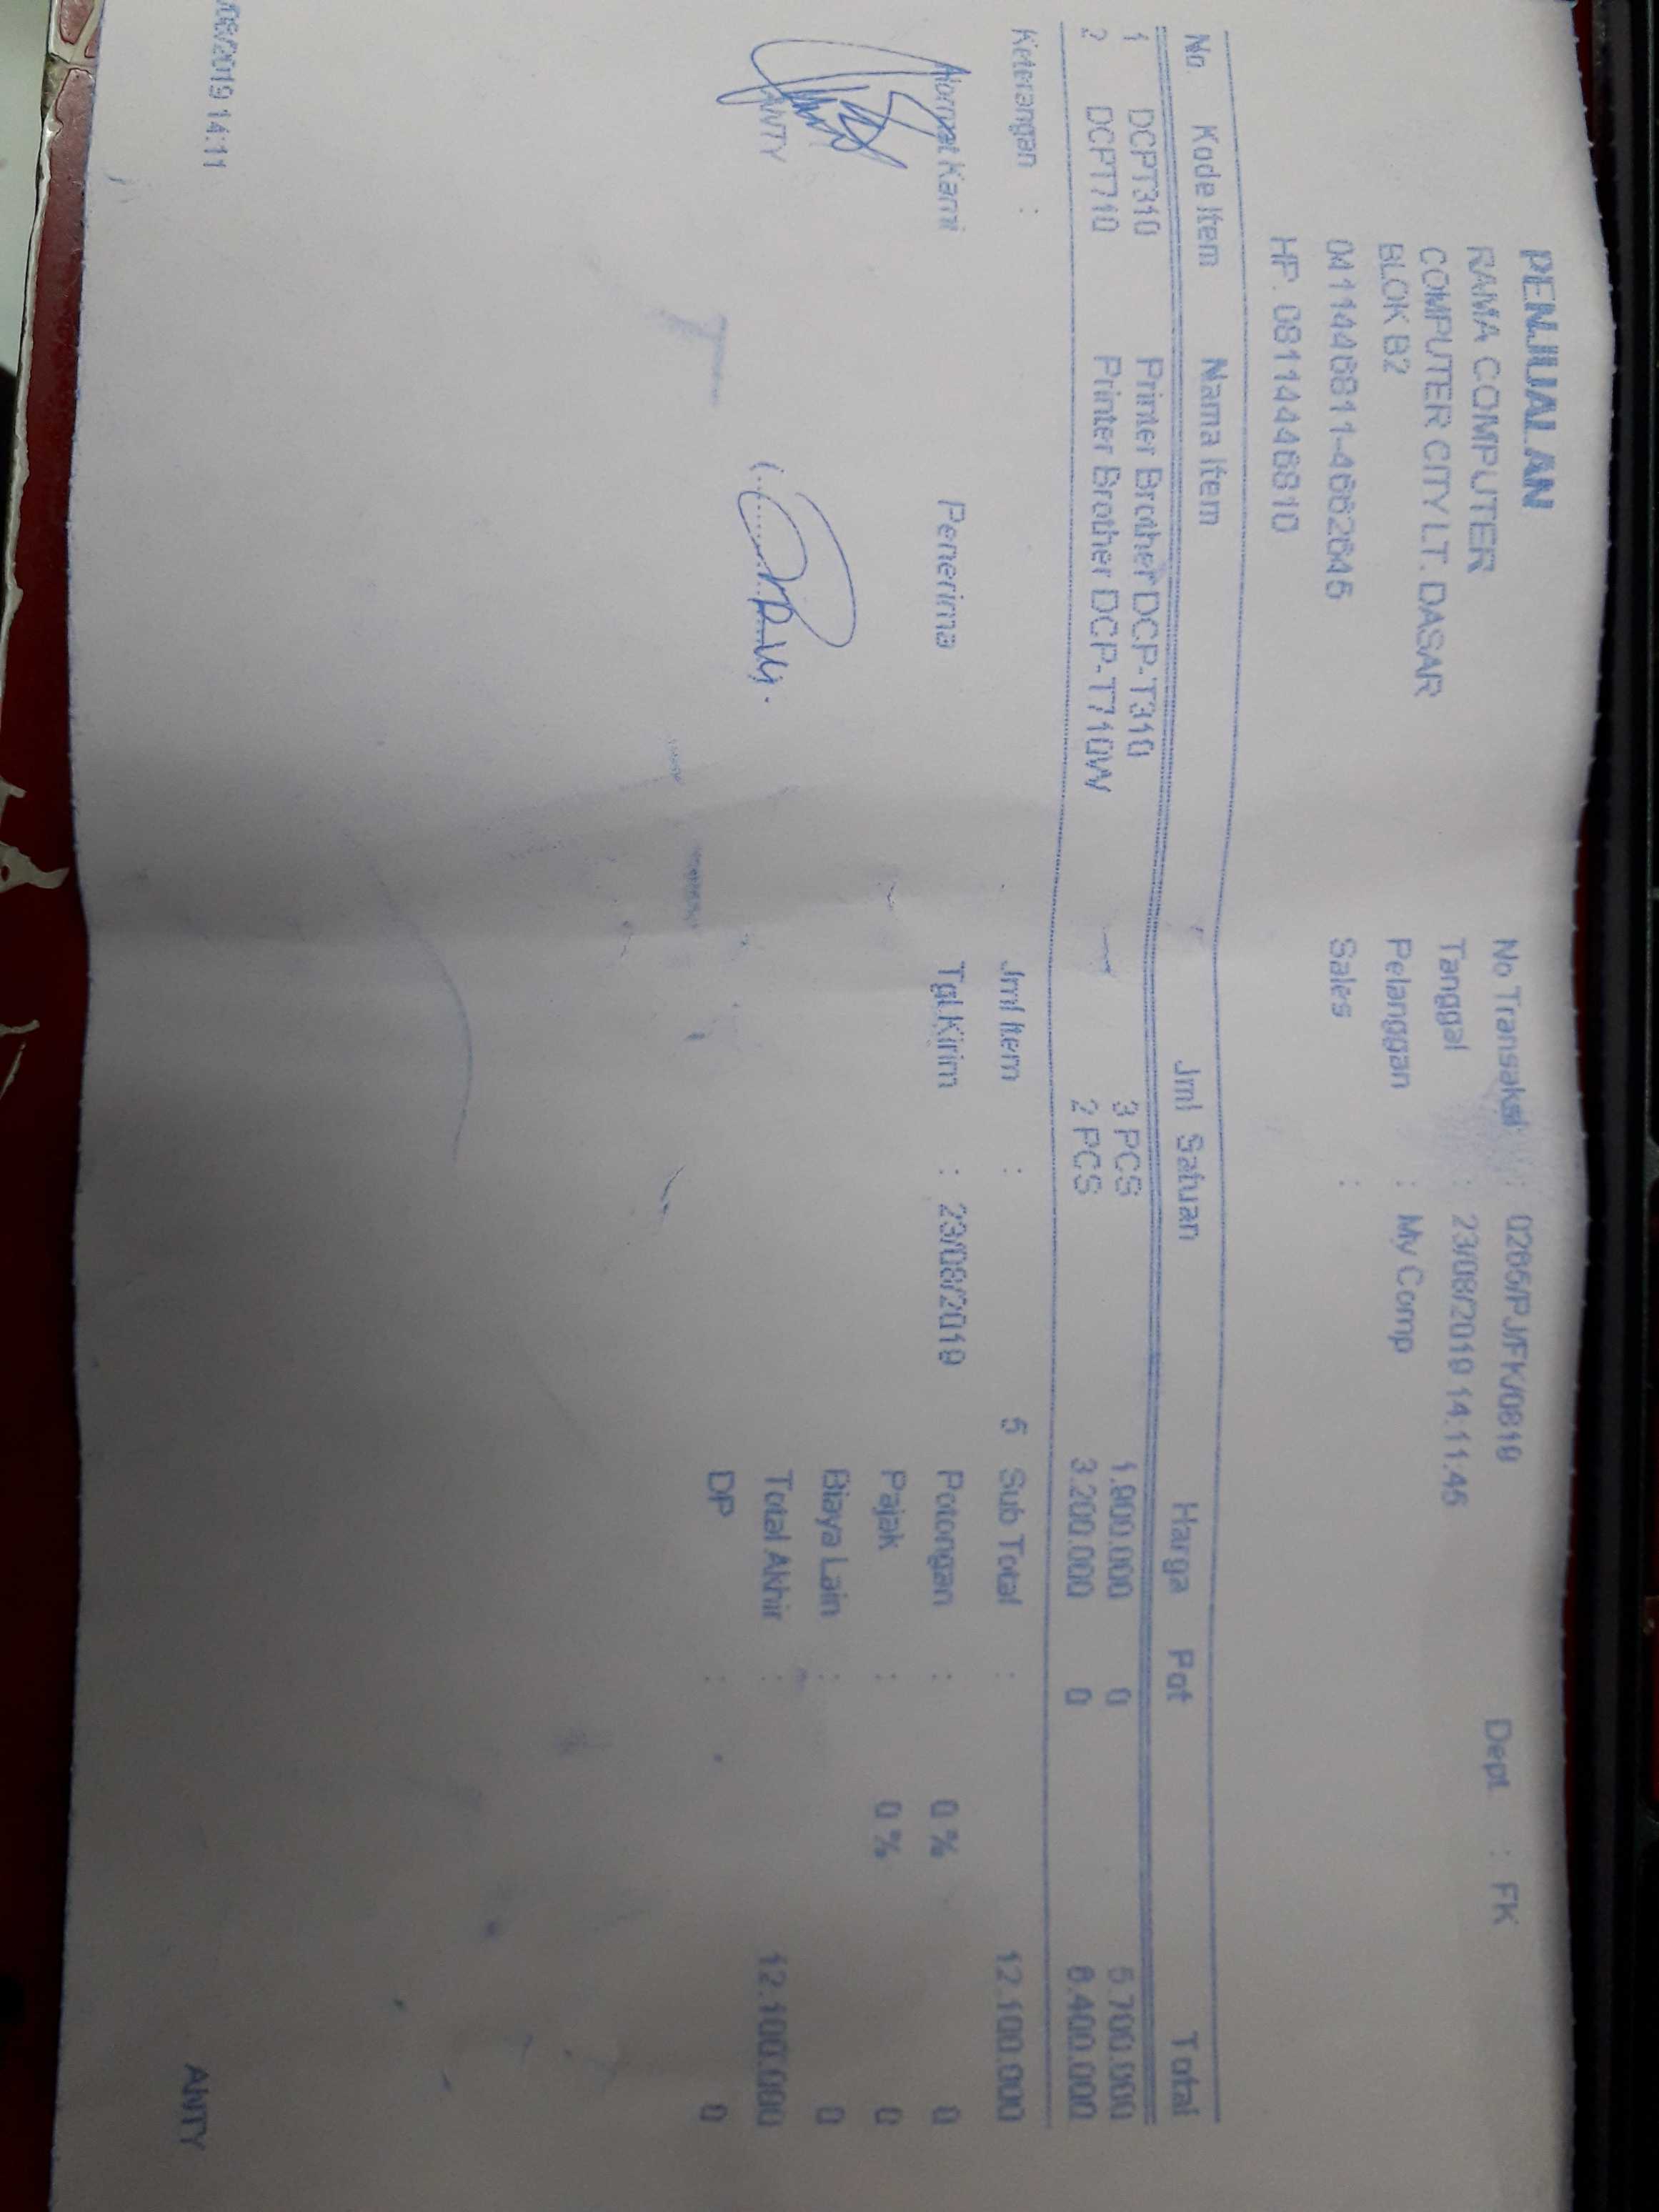 PENJUALAN
RAMA COMPUTER
COMPUTER CITY LT. DASAR
BLOK B2
0411446811-4662645
HP. 08114446810
No Transaksi : 0265/PJ/FK/0819 Dept. : FK
Tanggal : 23/08/2019 14:11:45
Pelanggan : My Comp
Sales :
No. Kode Item Nama Item Jml Satuan Harga Pot Total
1 DCPT310 Printer Brother DCP-T310 3 PCS 1.900.000 0 5.700.000
2 DCPT710 Printer Brother DCP-T710W 2 PCS 3.200.000 0 6.400.000
Keterangan : Jml Item : 5 Sub Total : 12.100.000
Hormat Kami Penerima Tgl.Kirim : 23/08/2019 Potongan : 0 % 0
Pajak : 0 % 0
Biaya Lain : 0
ANTY Total Akhir : 12.100.000
DP : 0
/08/2019 14:11 ANTY